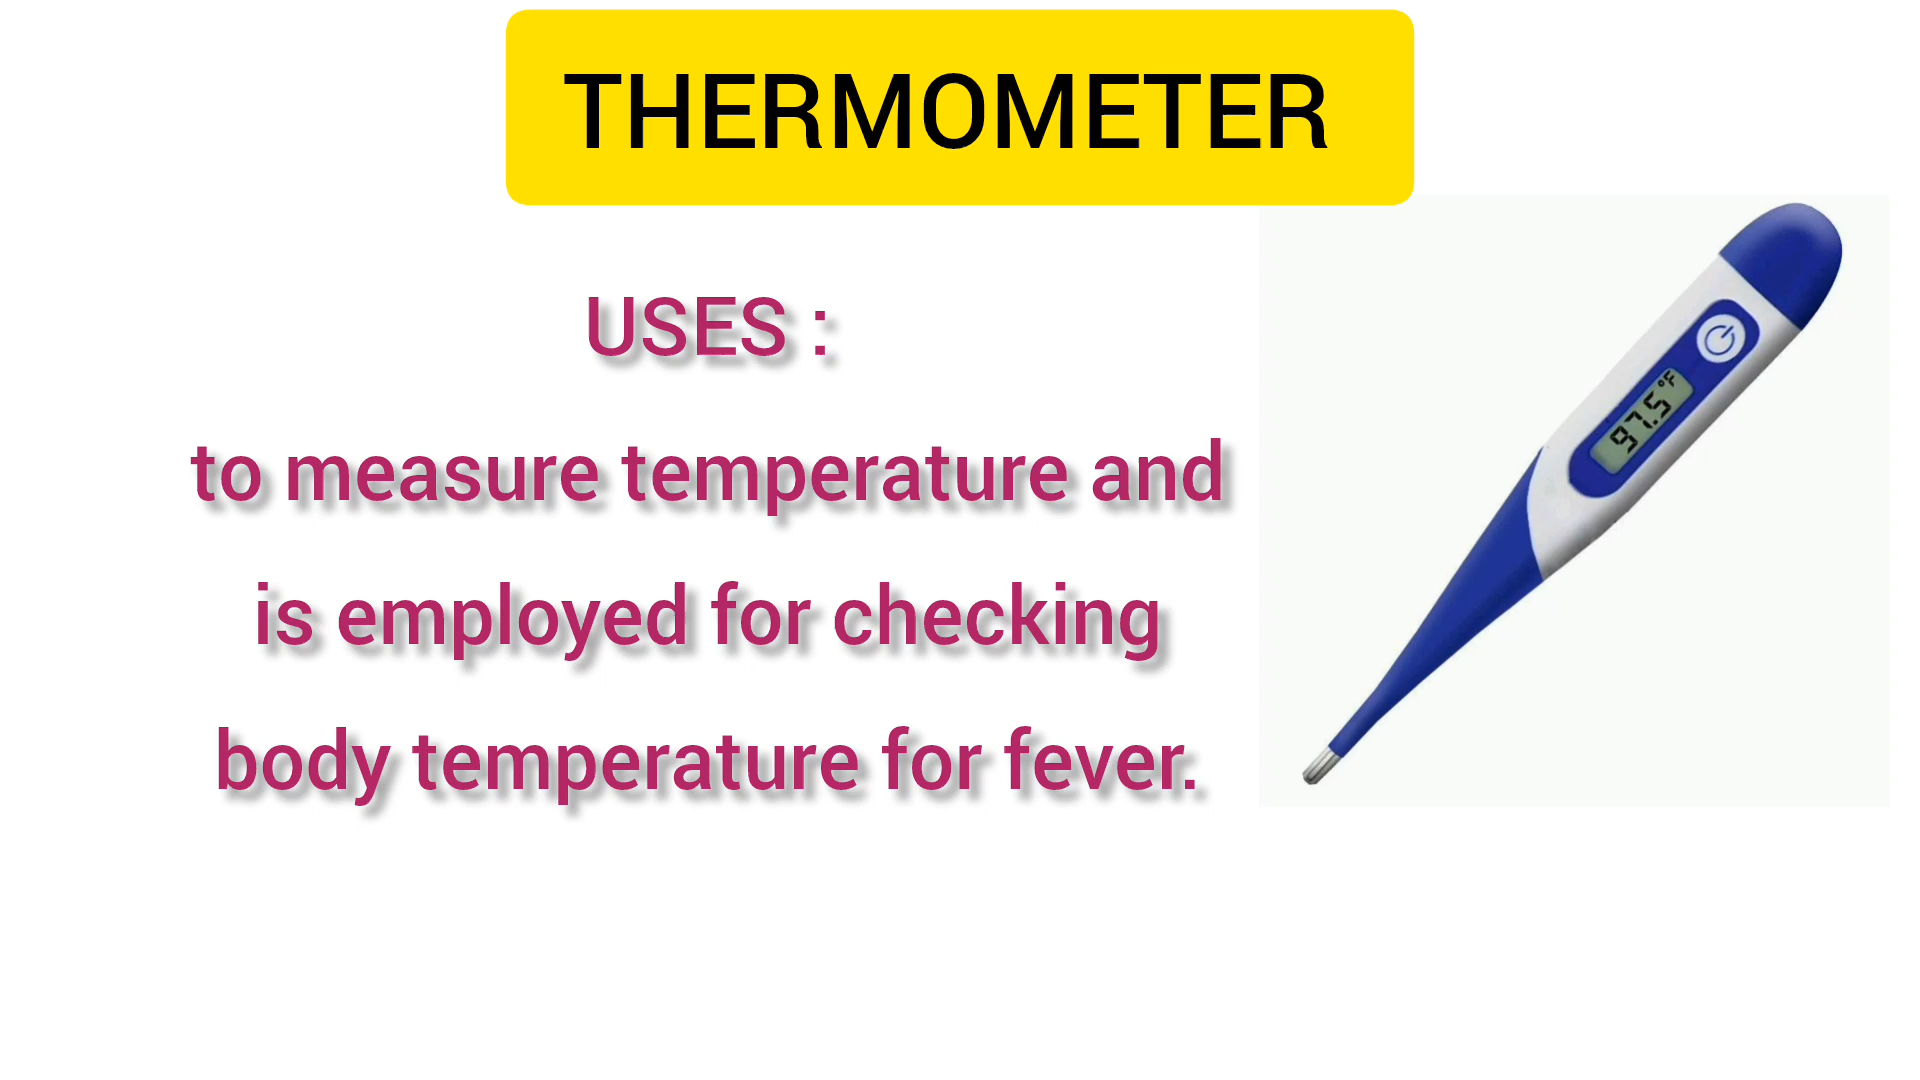 THERMOMETER
USES :
to measure temperature and
is employed for checking
body temperature for fever.
97.5 °F